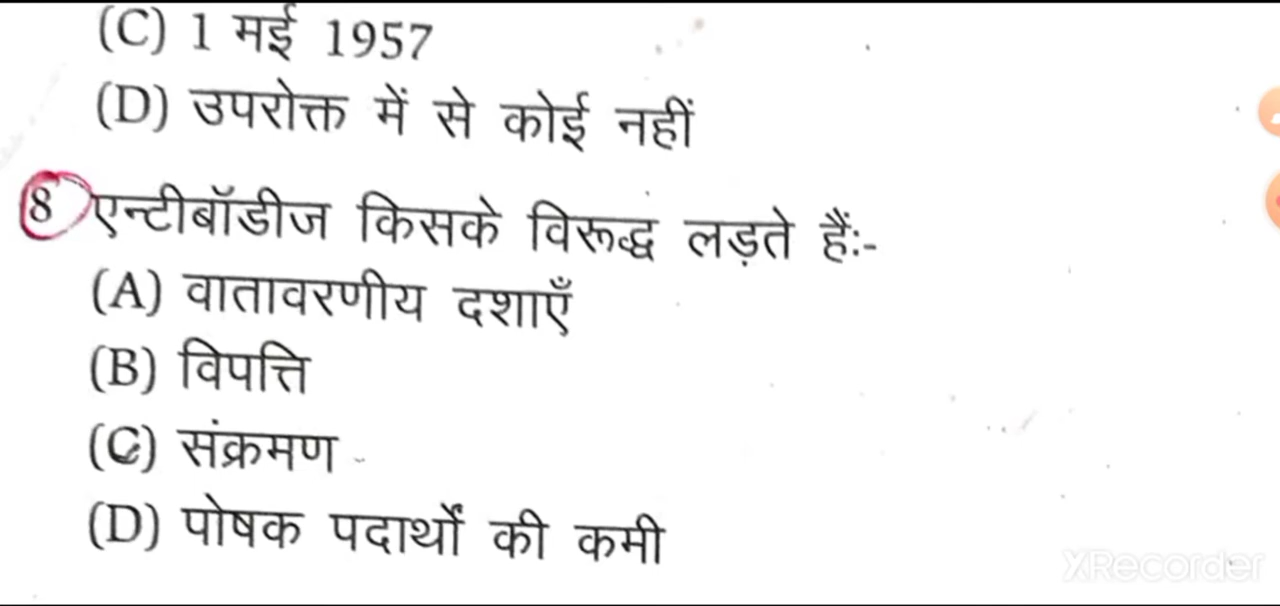 (C) 1 मई 1957
(D) उपरोक्त में से कोई नहीं
8 एन्टीबॉडीज किसके विरूद्ध लड़ते हैं:-
(A) वातावरणीय दशाएँ
(B) विपत्ति
(C) संक्रमण
(D) पोषक पदार्थों की कमी
XRecorder